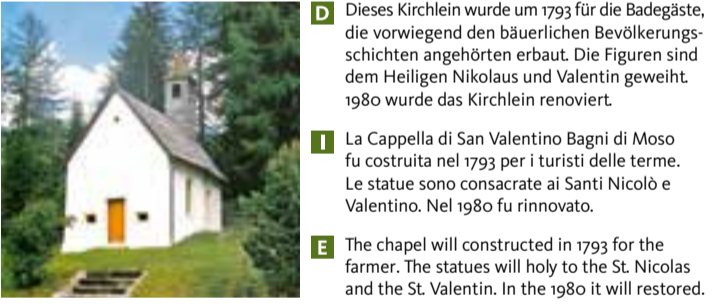 D Dieses Kirchlein wurde um 1793 für die Badegäste,
die vorwiegend den bäuerlichen Bevölkerungs-
schichten angehörten erbaut. Die Figuren sind
dem Heiligen Nikolaus und Valentin geweiht.
1980 wurde das Kirchlein renoviert.
I La Cappella di San Valentino Bagni di Moso
fu costruita nel 1793 per i turisti delle terme.
Le statue sono consacrate ai Santi Nicolò e
Valentino. Nel 1980 fu rinnovato.
E The chapel will constructed in 1793 for the
farmer. The statues will holy to the St. Nicolas
and the St. Valentin. In the 1980 it will restored.